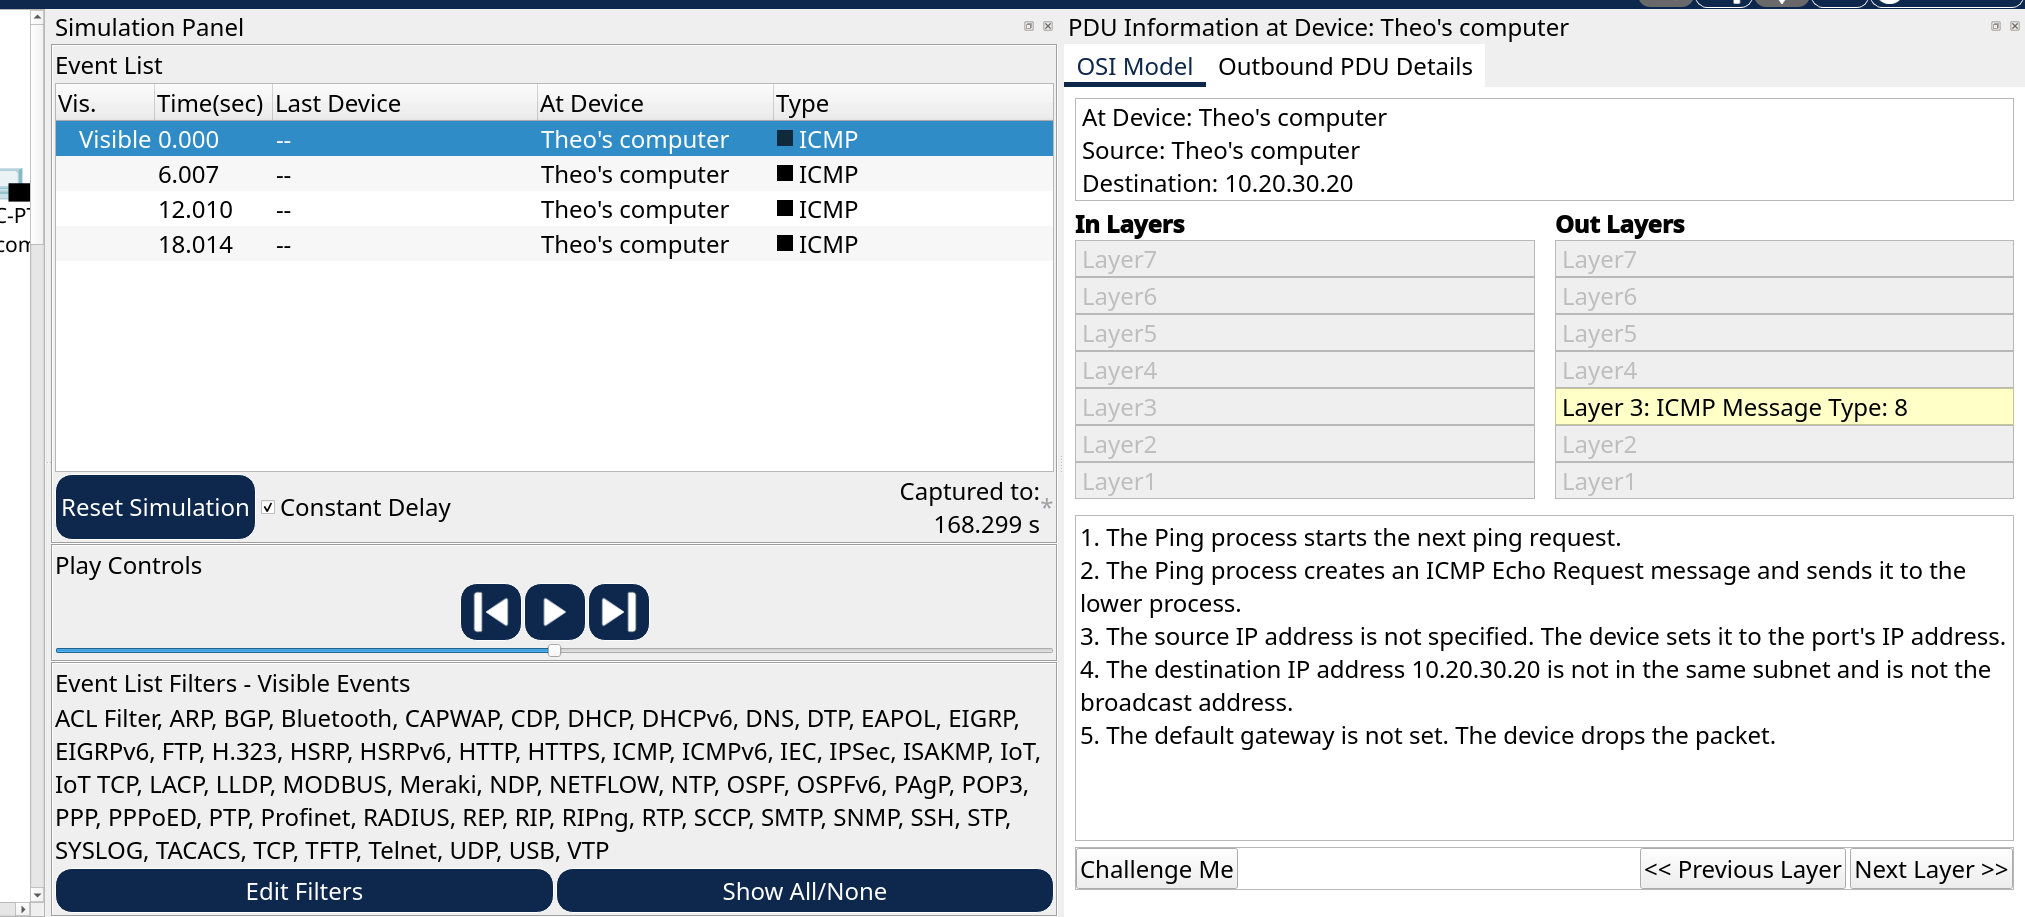 Simulation Panel
Event List
Vis. Time(sec) Last Device At Device Type
Visible 0.000 -- Theo's computer ICMP
6.007 -- Theo's computer ICMP
12.010 -- Theo's computer ICMP
18.014 -- Theo's computer ICMP
Reset Simulation Constant Delay
Captured to: *
168.299 s
Play Controls
Event List Filters - Visible Events
ACL Filter, ARP, BGP, Bluetooth, CAPWAP, CDP, DHCP, DHCPv6, DNS, DTP, EAPOL, EIGRP,
EIGRPv6, FTP, H.323, HSRP, HSRPv6, HTTP, HTTPS, ICMP, ICMPv6, IEC, IPSec, ISAKMP, IoT,
IoT TCP, LACP, LLDP, MODBUS, Meraki, NDP, NETFLOW, NTP, OSPF, OSPFv6, PAgP, POP3,
PPP, PPPoED, PTP, Profinet, RADIUS, REP, RIP, RIPng, RTP, SCCP, SMTP, SNMP, SSH, STP,
SYSLOG, TACACS, TCP, TFTP, Telnet, UDP, USB, VTP
Edit Filters Show All/None
PDU Information at Device: Theo's computer
OSI Model Outbound PDU Details
At Device: Theo's computer
Source: Theo's computer
Destination: 10.20.30.20
In Layers
Layer7
Layer6
Layer5
Layer4
Layer3
Layer2
Layer1
Out Layers
Layer7
Layer6
Layer5
Layer4
Layer 3: ICMP Message Type: 8
Layer2
Layer1
1. The Ping process starts the next ping request.
2. The Ping process creates an ICMP Echo Request message and sends it to the
lower process.
3. The source IP address is not specified. The device sets it to the port's IP address.
4. The destination IP address 10.20.30.20 is not in the same subnet and is not the
broadcast address.
5. The default gateway is not set. The device drops the packet.
Challenge Me << Previous Layer Next Layer >>